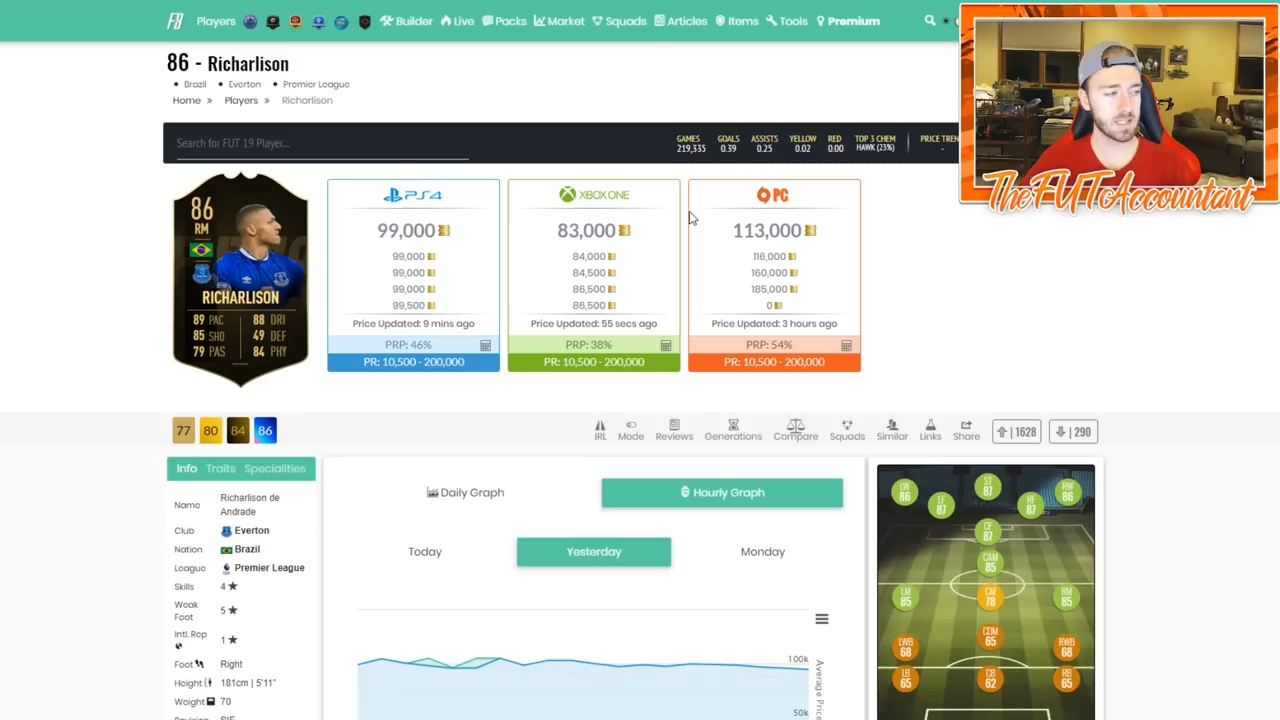 F8 Players Builder Live Packs Market Squads Articles Items Tools Premium
86 - Richarlison
Brazil Everton Premier League
Home » Players » Richarlison
Search for FUT 19 Player...
GAMES GOALS ASSISTS YELLOW RED TOP 3 CHEM PRICE TREN
219,335 0.39 0.25 0.02 0.00 HAWK (23%) -
TheFUTAccountant
86
RM
RICHARLISON
89 PAC 88 DRI
85 SHO 49 DEF
79 PAS 84 PHY
PS4
99,000
99,000
99,000
99,000
99,500
Price Updated: 9 mins ago
PRP: 46%
PR: 10,500 - 200,000
XBOX ONE
83,000
84,000
84,500
86,500
86,500
Price Updated: 55 secs ago
PRP: 38%
PR: 10,500 - 200,000
PC
113,000
116,000
160,000
185,000
0
Price Updated: 3 hours ago
PRP: 54%
PR: 10,500 - 200,000
77 80 84 86
IRL Mode Reviews Generations Compare Squads Similar Links Share
1628 290
Info Traits Specialities
Name Richarlison de Andrade
Club Everton
Nation Brazil
League Premier League
Skills 4
Weak Foot 5
Intl. Rep 1
Foot Right
Height 181cm | 5'11"
Weight 70
Revision SIF
Daily Graph Hourly Graph
Today Yesterday Monday
100k
50k
Average Price
LW 86
LF 87
ST 87
RF 87
RW 86
CF 87
CAM 85
LM 85
CM 78
RM 85
LWB 68
CDM 65
RWB 68
LB 65
CB 62
RB 65